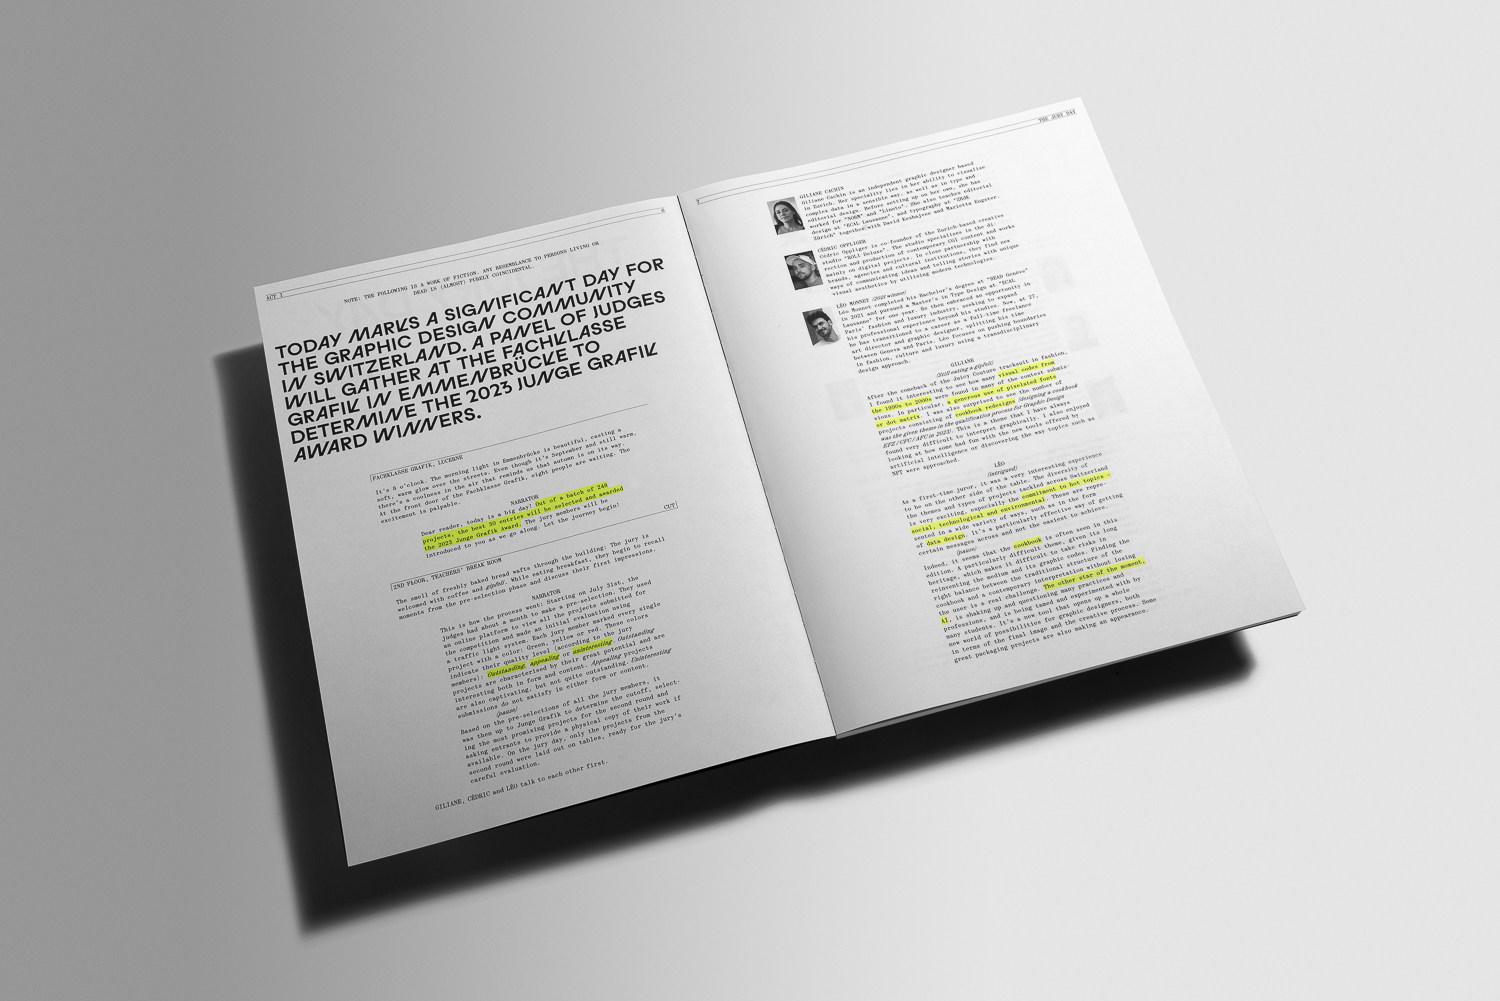 ACT 1
6
NOTE: THE FOLLOWING IS A WORK OF FICTION. ANY RESEMBLANCE TO PERSONS LIVING OR
DEAD IS (ALMOST) PURELY COINCIDENTAL.
TODAY MARKS A SIGNIFICANT DAY FOR
THE GRAPHIC DESIGN COMMUNITY
IN SWITZERLAND. A PANEL OF JUDGES
WILL GATHER AT THE FACHKLASSE
GRAFIK IN EMMENBRÜCKE TO
DETERMINE THE 2023 JUNGE GRAFIK
AWARD WINNERS.
FACHKLASSE GRAFIK, LUCERNE
It's 8 o'clock. The morning light in Emmenbrücke is beautiful, casting a
soft, warm glow over the streets. Even though it's September and still warm,
there's a coolness in the air that reminds us that autumn is on its way.
At the front door of the Fachklasse Grafik, eight people are waiting. The
excitement is palpable.
NARRATOR
Dear reader, today is a big day! Out of a batch of 248
projects, the best 30 entries will be selected and awarded
the 2023 Junge Grafik Award. The jury members will be
introduced to you as we go along. Let the journey begin!
CUT
2ND FLOOR, TEACHERS' BREAK ROOM
The smell of freshly baked bread wafts through the building. The jury is
welcomed with coffee and gipfeli. While eating breakfast, they begin to recall
moments from the pre-selection phase and discuss their first impressions.
NARRATOR
This is how the process went: Starting on July 31st, the
judges had about a month to make a pre-selection. They used
an online platform to view all the projects submitted for
the competition and made an initial evaluation using
a traffic light system. Each jury member marked every single
project with a color: Green, yellow or red. These colors
indicate their quality level (according to the jury
members): Outstanding, appealing or uninteresting. Outstanding
projects are characterised by their great potential and are
interesting both in form and content. Appealing projects
are also captivating, but not quite outstanding. Uninteresting
submissions do not satisfy in either form or content.
(pause)
Based on the pre-selections of all the jury members, it
was then up to Junge Grafik to determine the cutoff, select-
ing the most promising projects for the second round and
asking entrants to provide a physical copy of their work if
available. On the jury day, only the projects from the
second round were laid out on tables, ready for the jury's
careful evaluation.
GILIANE, CÉDRIC and LÉO talk to each other first.
7
THE JURY DAY
GILIANE CACHIN
Giliane Cachin is an independent graphic designer based
in Zurich. Her speciality lies in her ability to visualize
complex data in a sensible way, as well as in type and
editorial design. Before setting up on her own, she has
worked for "NORM" and "Lineto". She also teaches editorial
design at "ECAL Lausanne", and typography at "ZHdK
Zürich" together with David Keshavjee and Marietta Eugster.
CÉDRIC OPPLIGER
Cédric Oppliger is co-founder of the Zurich-based creative
studio "ROLI Deluxe". The studio specializes in the di-
rection and production of contemporary CGI content and works
mainly on digital projects. In close partnership with
brands, agencies and cultural institutions, they find new
ways of communicating ideas and telling stories with unique
visual aesthetics by utilising modern technologies.
LÉO MONNET (2021 winner)
Léo Monnet completed his Bachelor's degree at "HEAD Genève"
in 2021 and pursued a Master's in Type Design at "ECAL
Lausanne" for one year. He then embraced an opportunity in
Paris' fashion and luxury industry, seeking to expand
his professional experience beyond his studies. Now, at 27,
he has transitioned to a career as a full-time freelance
art director and graphic designer, splitting his time
between Geneva and Paris. Léo focuses on pushing boundaries
in fashion, culture and luxury using a transdisciplinary
design approach.
GILIANE
(Still eating a gipfeli)
After the comeback of the Juicy Couture tracksuit in fashion,
I found it interesting to see how many visual codes from
the 1990s to 2000s were found in many of the contest submis-
sions. In particular, a generous use of pixelated fonts
or dot matrix. I was also surprised to see the number of
projects consisting of cookbook redesigns (designing a cookbook
was the given theme in the qualification process for Graphic Design
EFZ / CFC / AFC in 2023). This is a theme that I have always
found very difficult to interpret graphically. I also enjoyed
looking at how some had fun with the new tools offered by
artificial intelligence or discovering the way topics such as
NFT were approached.
LÉO
(intrigued)
As a first-time juror, it was a very interesting experience
to be on the other side of the table. The diversity of
the themes and types of projects tackled across Switzerland
is very exciting, especially the commitment to hot topics –
social, technological and environmental. These are repre-
sented in a wide variety of ways, such as in the form
of data design. It's a particularly effective way of getting
certain messages across and not the easiest to achieve.
(pause)
Indeed, it seems that the cookbook is often seen in this
edition. A particularly difficult theme, given its long
heritage, which makes it difficult to take risks in
reinventing the medium and its graphic codes. Finding the
right balance between the traditional structure of the
cookbook and a contemporary interpretation without losing
the user is a real challenge. The other star of the moment,
AI, is shaking up and questioning many practices and
professions, and is being tamed and experimented with by
many students. It's a new tool that opens up a whole
new world of possibilities for graphic designers, both
in terms of the final image and the creative process. Some
great packaging projects are also making an appearance.